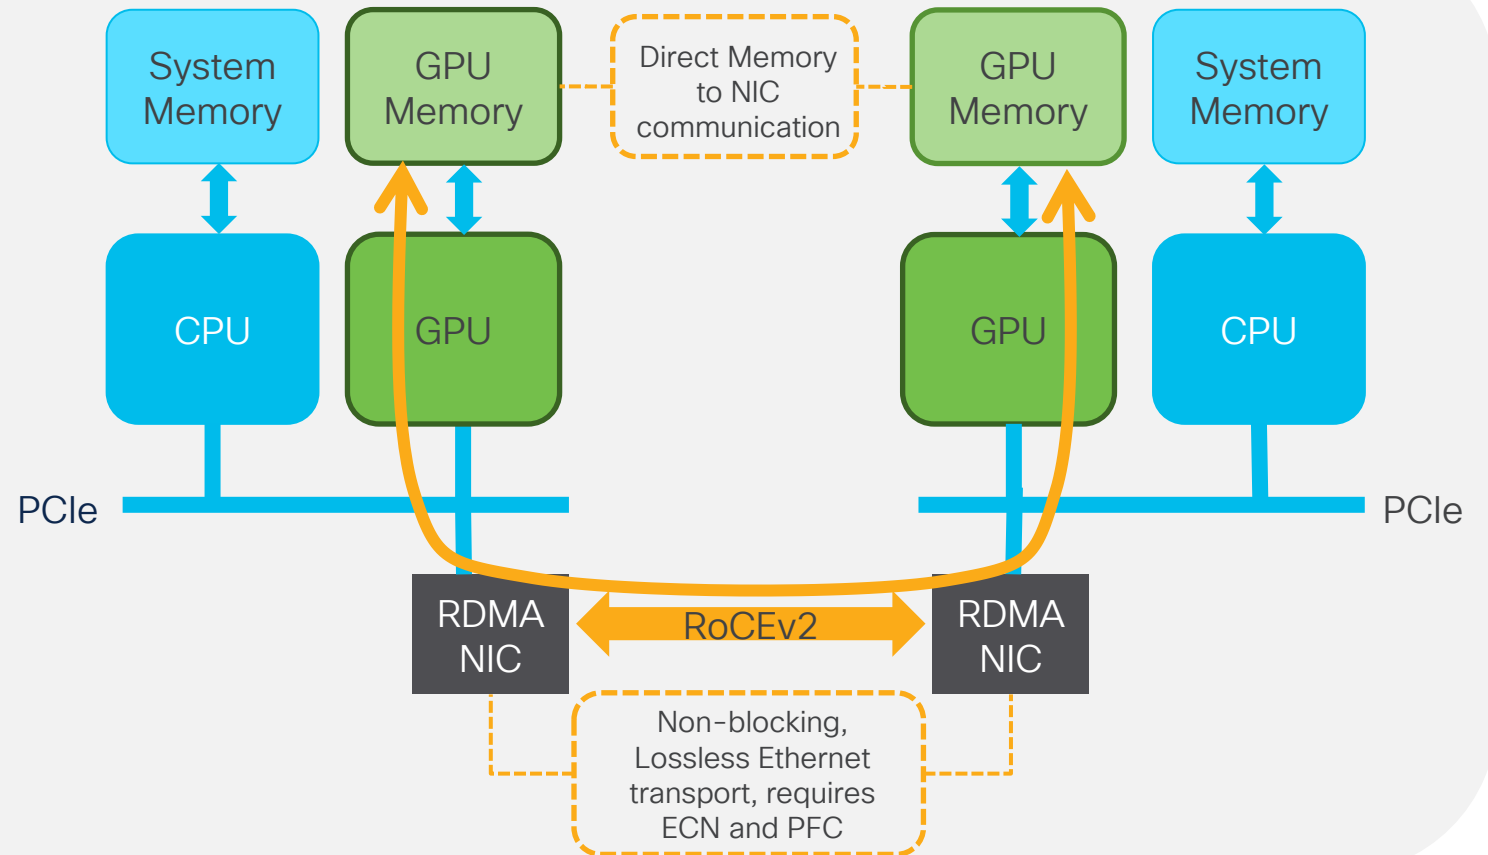 System
Memory
GPU
Memory
Direct Memory
to NIC
communication
GPU
Memory
System
Memory
CPU
GPU
GPU
CPU
PCIe
PCIe
RDMA
NIC
RoCEv2
RDMA
NIC
Non-blocking,
Lossless Ethernet
transport, requires
ECN and PFC